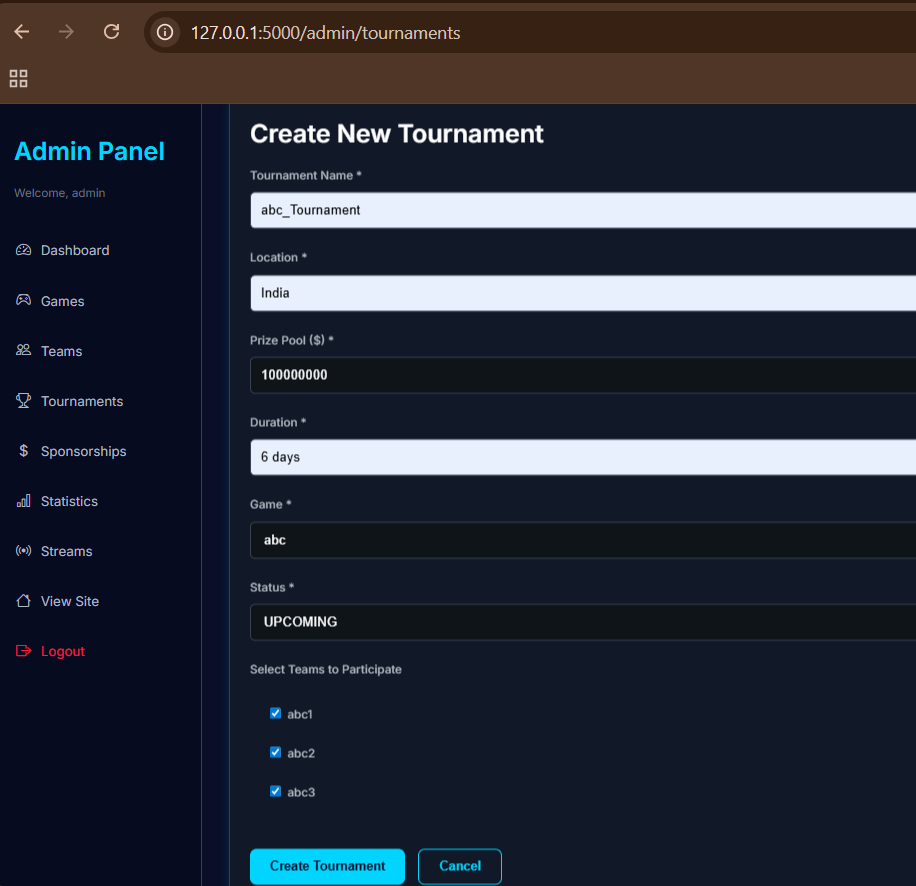 127.0.0.1:5000/admin/tournaments
Admin Panel
Welcome, admin
Dashboard
Games
Teams
Tournaments
Sponsorships
Statistics
Streams
View Site
Logout
Create New Tournament
Tournament Name *
abc_Tournament
Location *
India
Prize Pool ($) *
100000000
Duration *
6 days
Game *
abc
Status *
UPCOMING
Select Teams to Participate
abc1
abc2
abc3
Create Tournament
Cancel